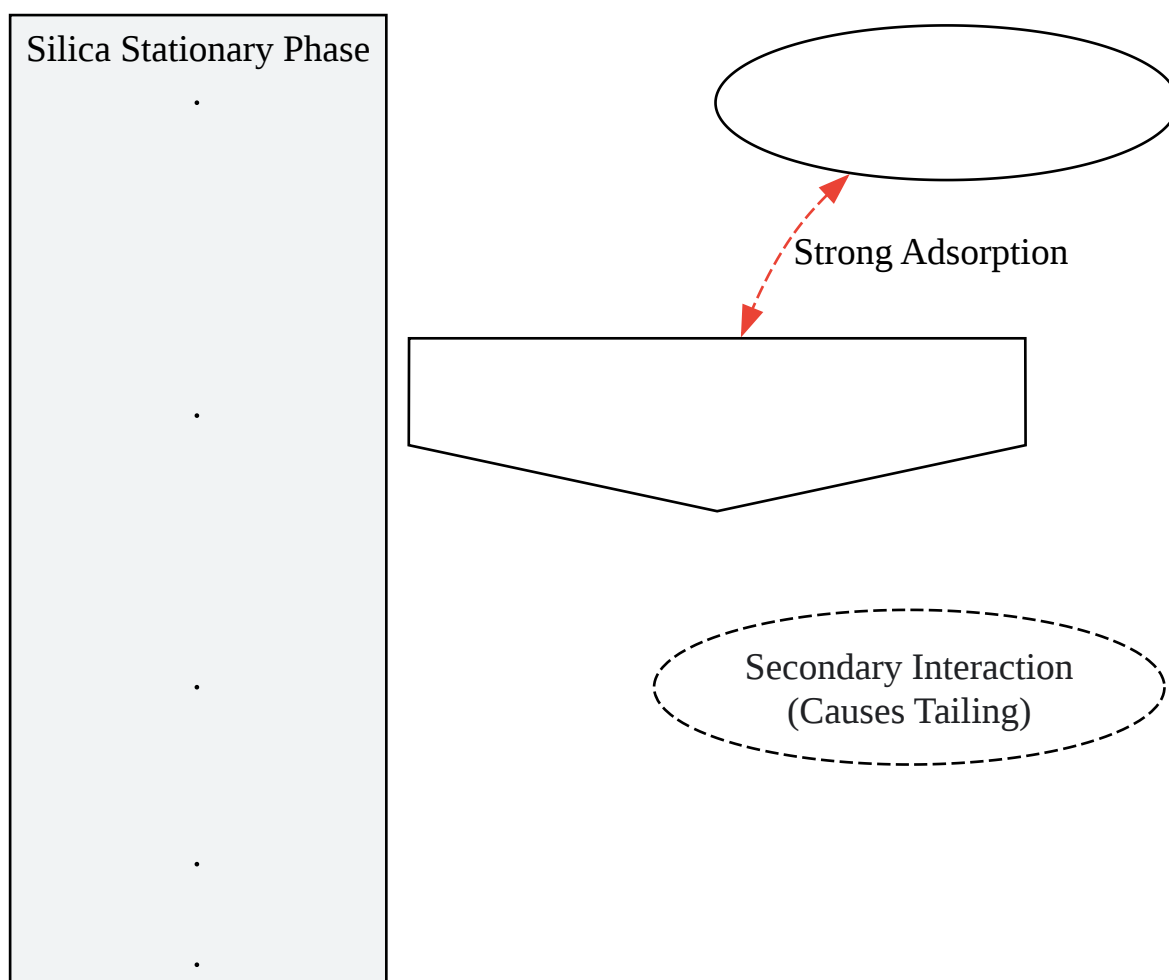 Silica Stationary Phase
.
Strong Adsorption
.
Secondary Interaction
(Causes Tailing)
.
.
.